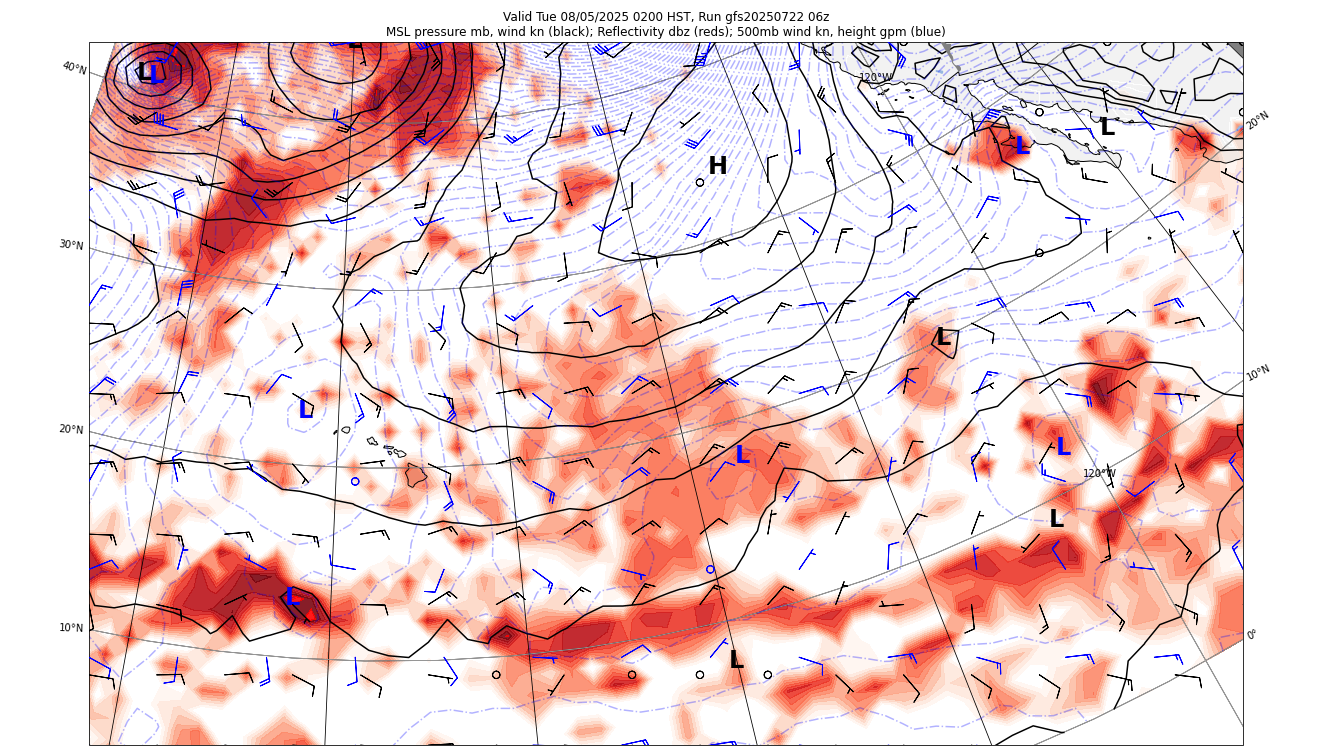 Valid Tue 08/05/2025 0200 HST, Run gfs20250722 06z
MSL pressure mb, wind kn (black); Reflectivity dbz (reds); 500mb wind kn, height gpm (blue)
L
L L
40°N
120°W
L
20°N
L
H
30°N
L
10°N
L
20°N
L
L
120°W
L
L
10°N
0°
L